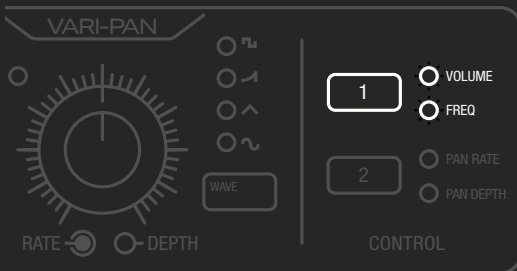 VARI-PAN
WAVE
RATE
DEPTH
1
VOLUME
FREQ
2
PAN RATE
PAN DEPTH
CONTROL